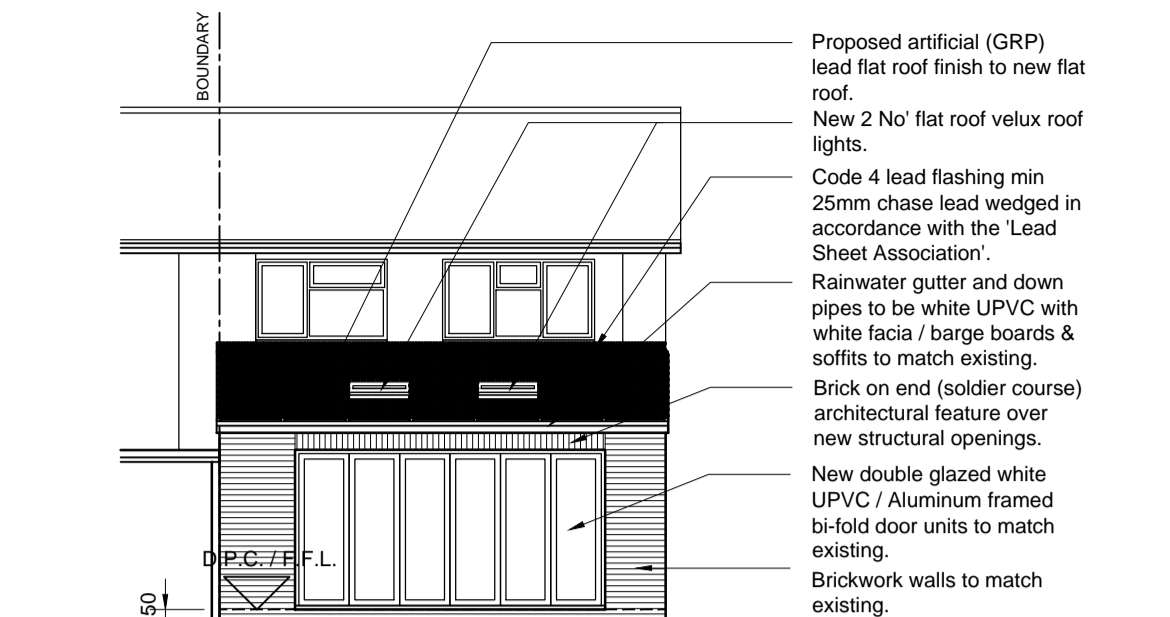 BOUNDARY
Proposed artificial (GRP)
lead flat roof finish to new flat
roof.
New 2 No' flat roof velux roof
lights.
Code 4 lead flashing min
25mm chase lead wedged in
accordance with the 'Lead
Sheet Association'.
Rainwater gutter and down
pipes to be white UPVC with
white facia / barge boards &
soffits to match existing.
Brick on end (soldier course)
architectural feature over
new structural openings.
New double glazed white
UPVC / Aluminum framed
bi-fold door units to match
existing.
Brickwork walls to match
existing.
D.P.C. / F.F.L.
50